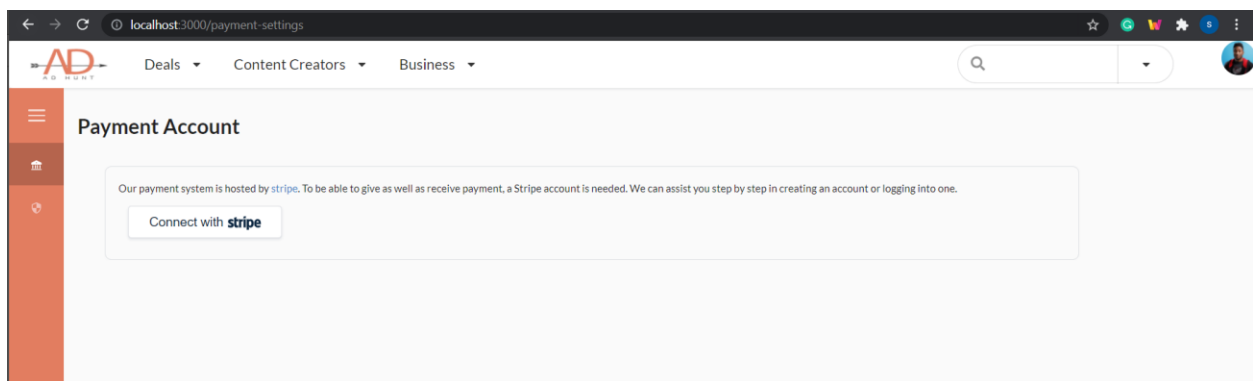 localhost:3000/payment-settings
AD
AD HUNT
Deals
Content Creators
Business
Payment Account
Our payment system is hosted by stripe. To be able to give as well as receive payment, a Stripe account is needed. We can assist you step by step in creating an account or logging into one.
Connect with stripe